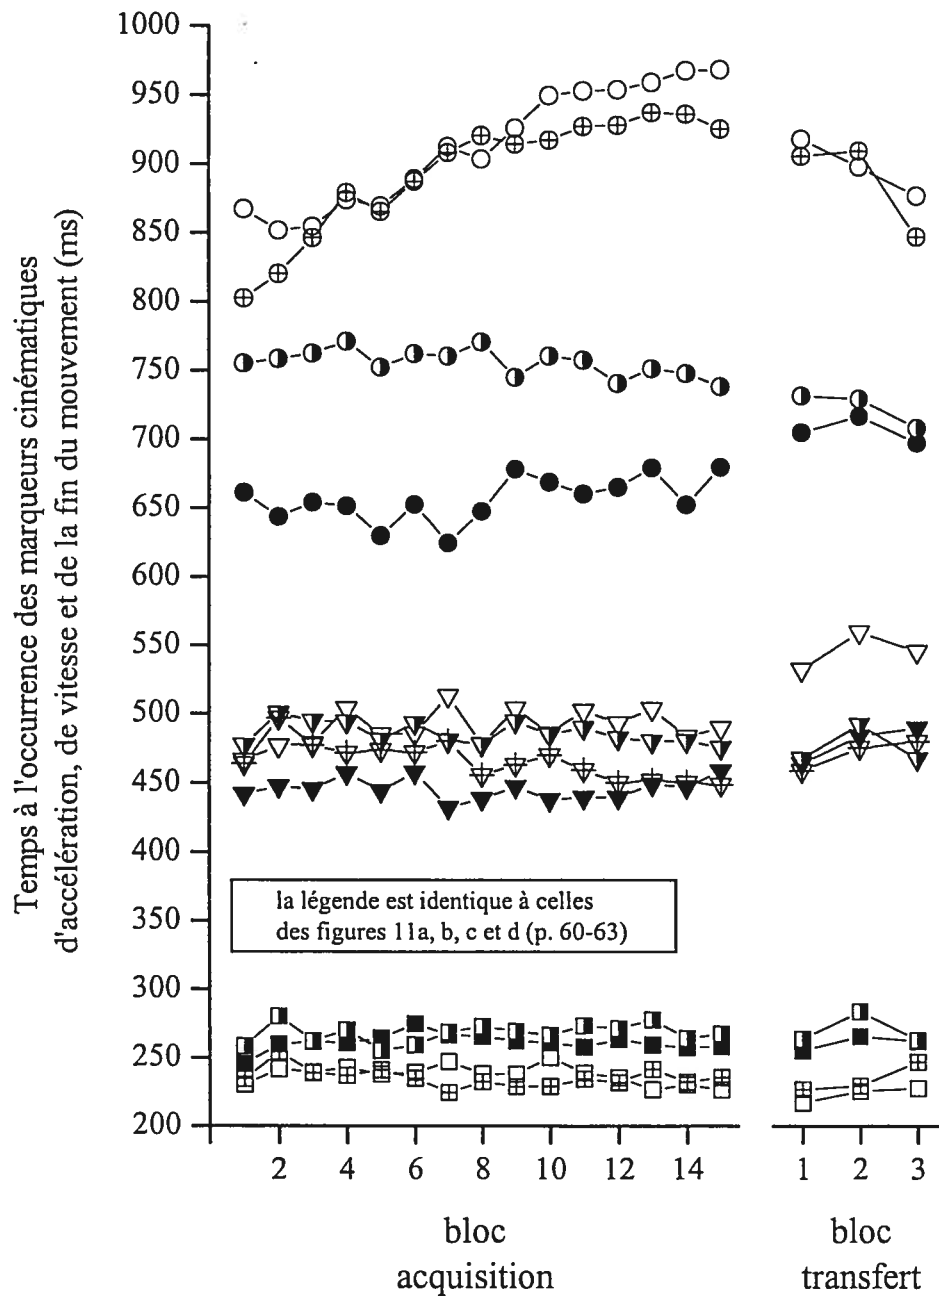 Temps à l'occurrence des marqueurs cinématiques
d'accélération, de vitesse et de la fin du mouvement (ms)
1000
950
900
850
800
750
700
650
600
550
500
450
400
350
300
250
200
la légende est identique à celles
des figures 11a, b, c et d (p. 60-63)
2 4 6 8 10 12 14
1 2 3
bloc
acquisition
bloc
transfert